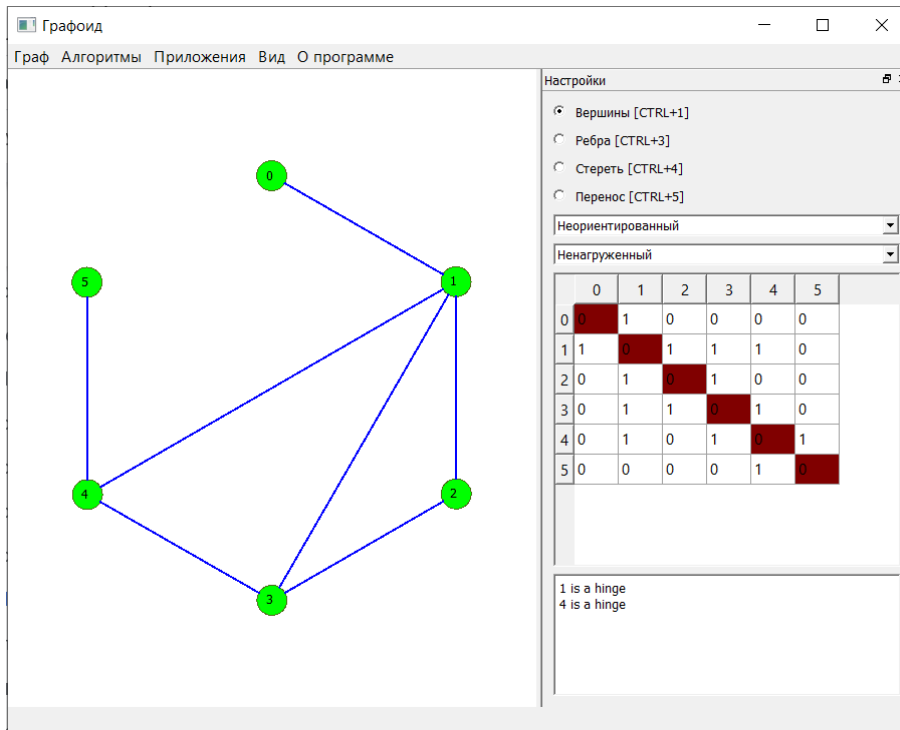 Графоид
Граф Алгоритмы Приложения Вид О программе
Настройки
Вершины [CTRL+1]
Ребра [CTRL+3]
Стереть [CTRL+4]
Перенос [CTRL+5]
Неориентированный
Ненагруженный
0 1 2 3 4 5
0 0 1 0 0 0 0
1 1 0 1 1 1 0
2 0 1 0 1 0 0
3 0 1 1 0 1 0
4 0 1 0 1 0 1
5 0 0 0 0 1 0
1 is a hinge
4 is a hinge
0
5
1
4
2
3